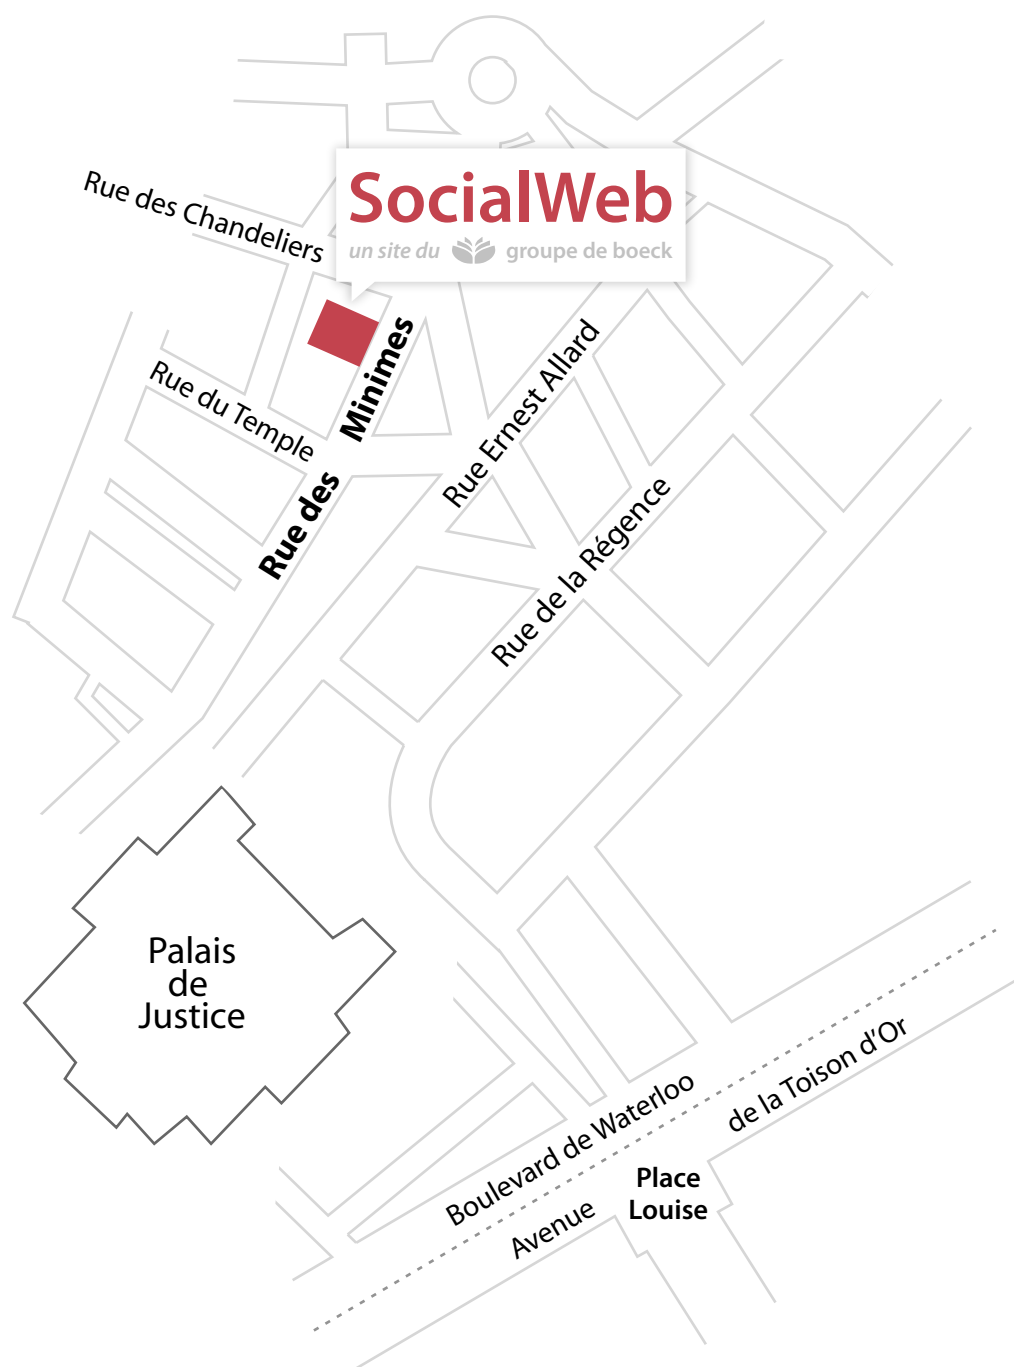 Rue des Chandeliers
SocialWeb
un site du groupe de boeck
Rue du Temple
Rue des Minimes
Rue Ernest Allard
Rue de la Régence
Palais
de
Justice
Boulevard de Waterloo
Avenue de la Toison d'Or
Place
Louise